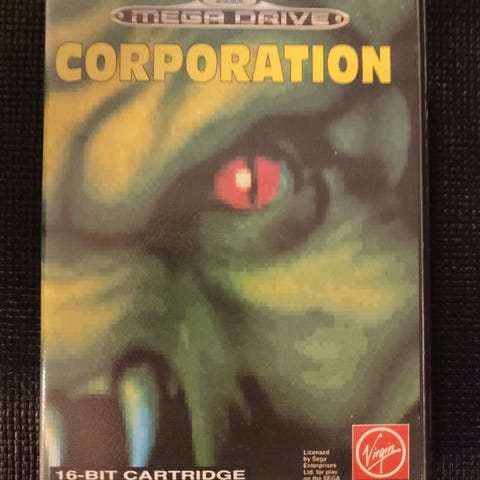 MEGA DRIVE
CORPORATION
16-BIT CARTRIDGE
Licensed
by Sega
Enterprises
Ltd. for play
on the SEGA
Virgin